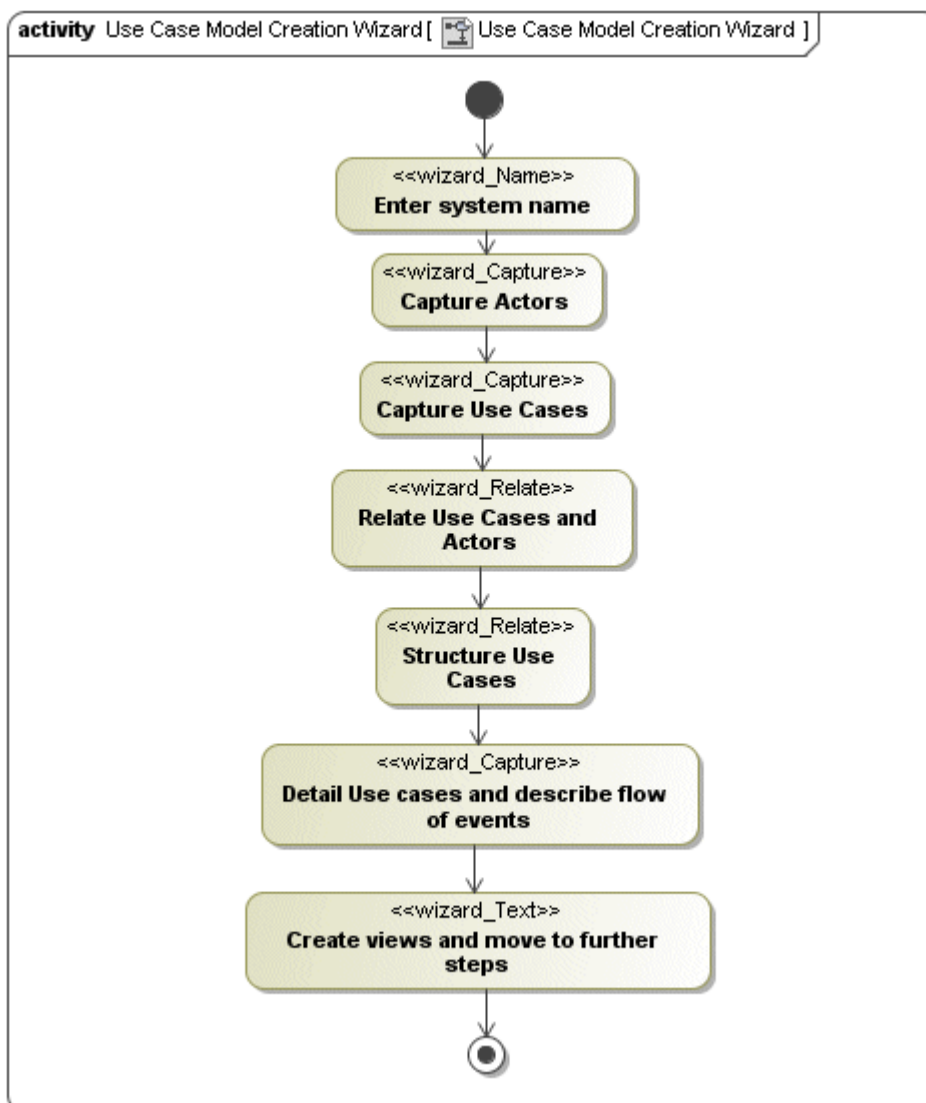 activity Use Case Model Creation Wizard [ Use Case Model Creation Wizard ]
<<wizard_Name>>
Enter system name
<<wizard_Capture>>
Capture Actors
<<wizard_Capture>>
Capture Use Cases
<<wizard_Relate>>
Relate Use Cases and
Actors
<<wizard_Relate>>
Structure Use
Cases
<<wizard_Capture>>
Detail Use cases and describe flow
of events
<<wizard_Text>>
Create views and move to further
steps